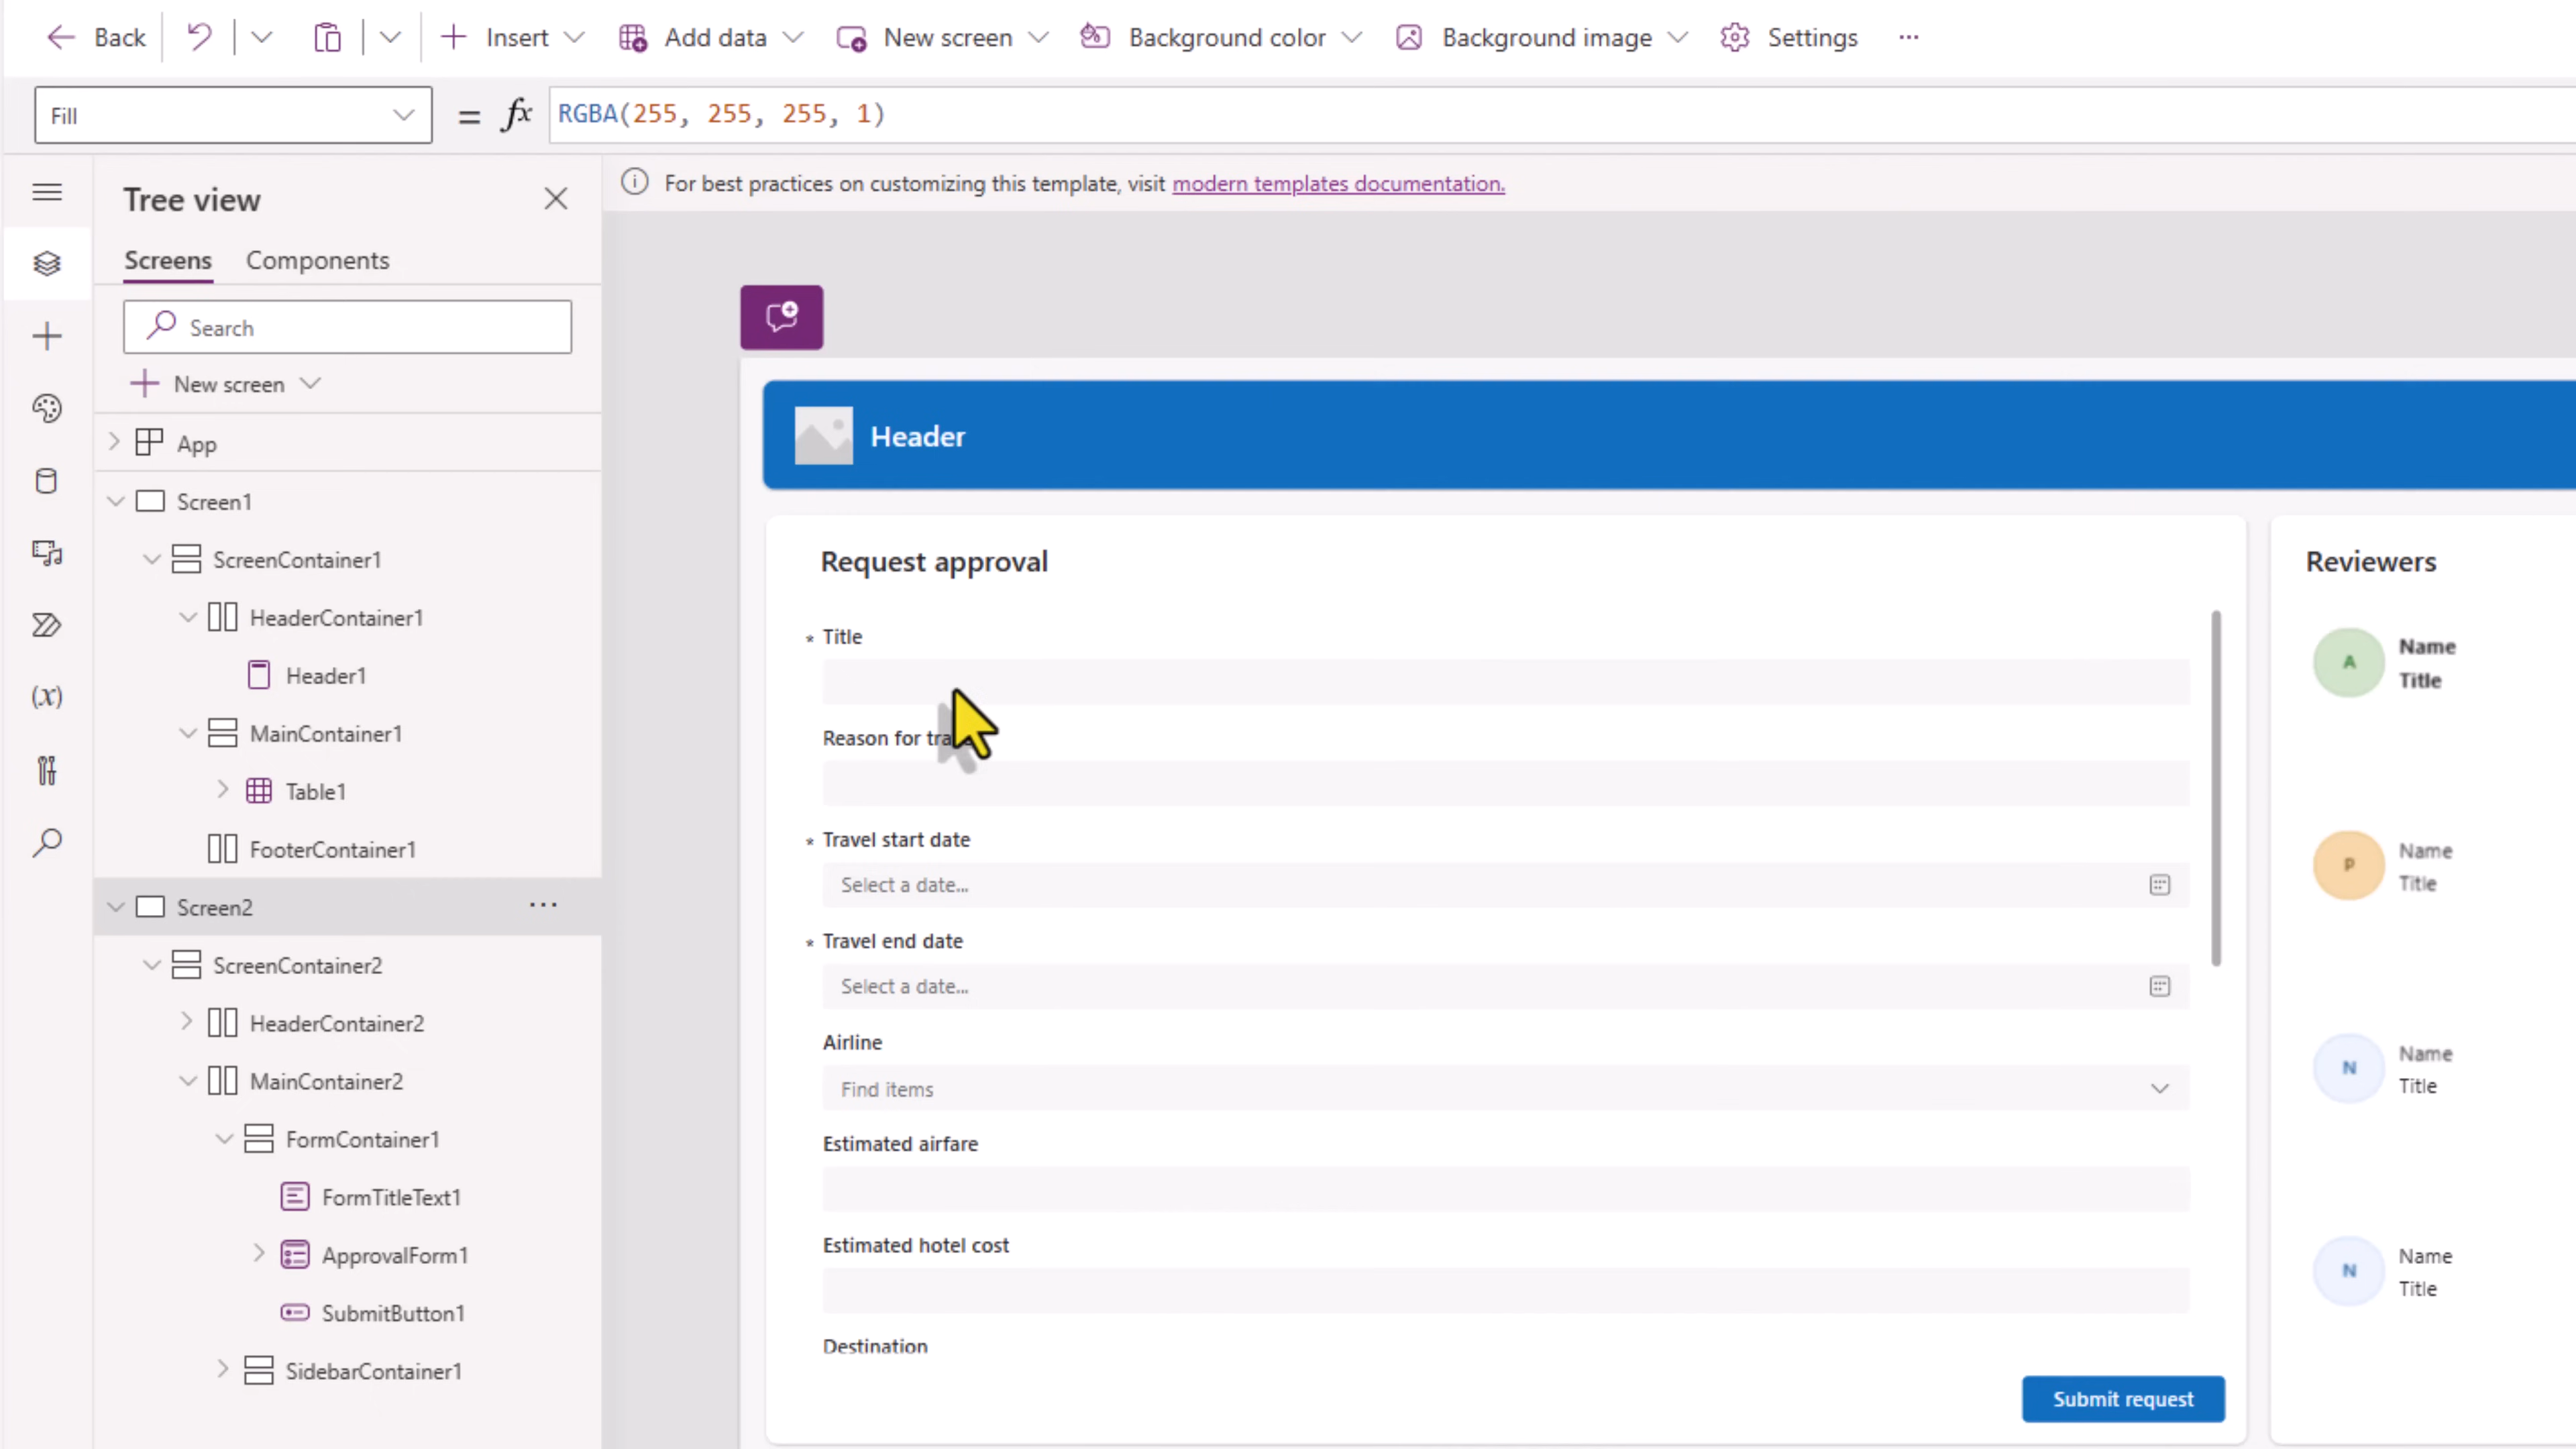 Back
Insert
Add data
New screen
Background color
Background image
Settings
Fill
= fx RGBA(255, 255, 255, 1)
Tree view
For best practices on customizing this template, visit modern templates documentation.
Screens
Components
Search
New screen
App
Screen1
ScreenContainer1
HeaderContainer1
Header1
MainContainer1
Table1
FooterContainer1
Screen2
ScreenContainer2
HeaderContainer2
MainContainer2
FormContainer1
FormTitleText1
ApprovalForm1
SubmitButton1
SidebarContainer1
Header
Request approval
* Title
Reason for
* Travel start date
Select a date...
* Travel end date
Select a date...
Airline
Find items
Estimated airfare
Estimated hotel cost
Destination
Submit request
Reviewers
A
Name
Title
P
Name
Title
N
Name
Title
N
Name
Title